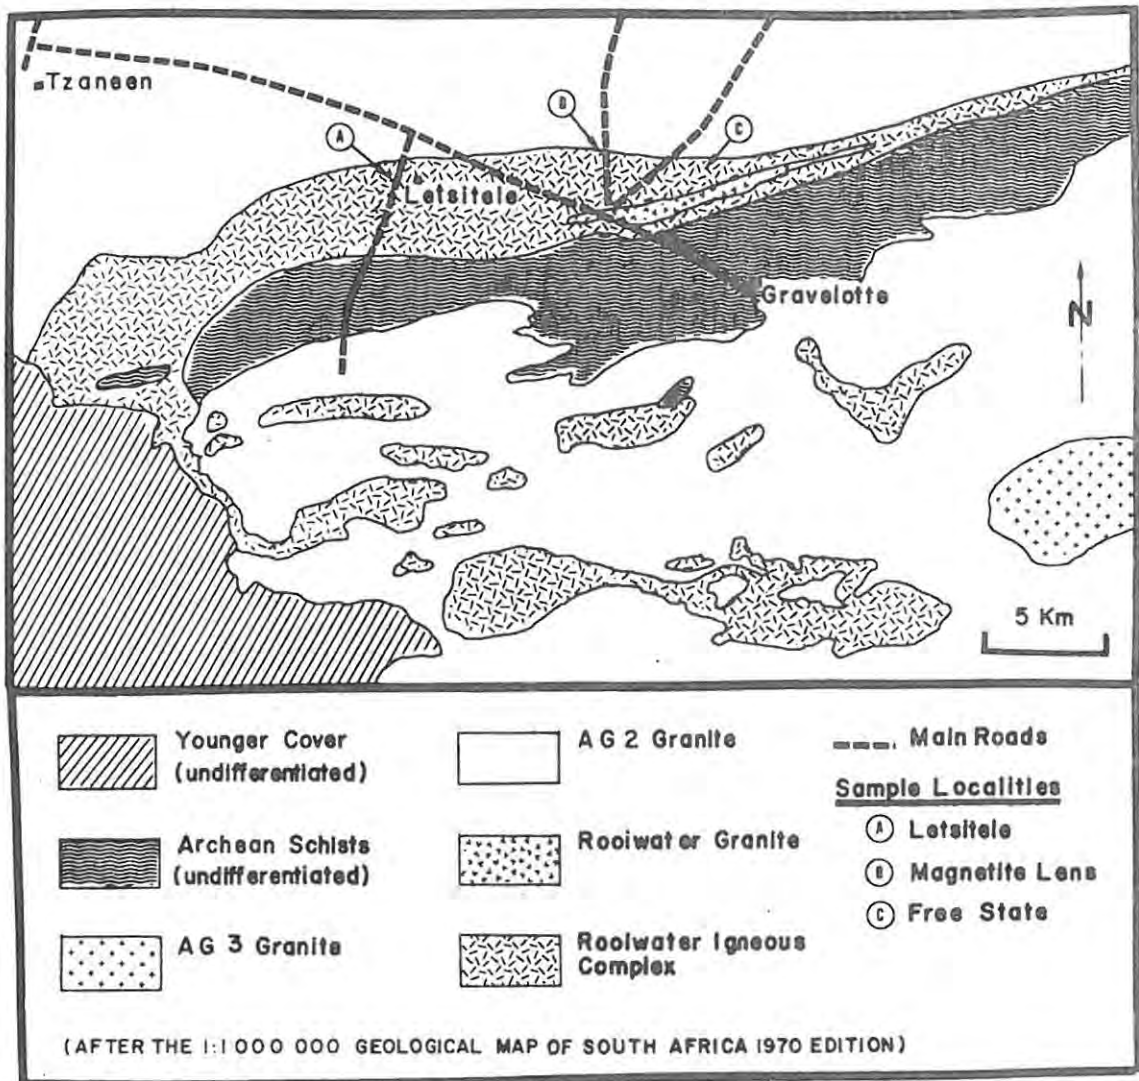 Tzaneen
B
C
A
Letsitele
Gravelotte
N
5 Km
Younger Cover
(undifferentiated)
Archean Schists
(undifferentiated)
AG 3 Granite
AG 2 Granite
Rooiwater Granite
Rooiwater Igneous
Complex
Main Roads
Sample Localities
A Letsitele
B Magnetite Lens
C Free State
(AFTER THE 1:1 000 000 GEOLOGICAL MAP OF SOUTH AFRICA 1970 EDITION)